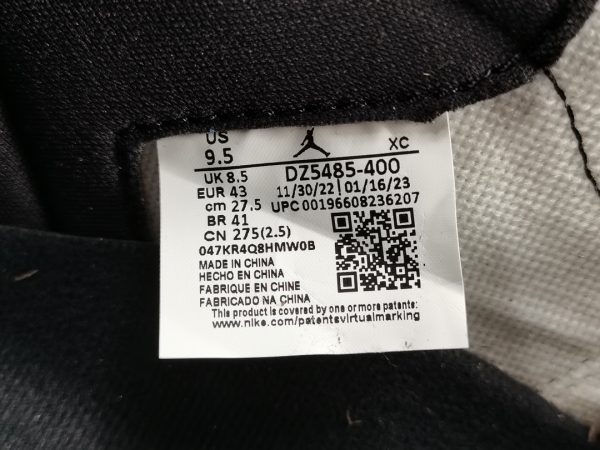 US XC
9.5
UK 8.5 DZ5485-400
EUR 43 11/30/22 01/16/23
cm 27.5 UPC 00196608236207
BR 41
CN 275(2.5)
047KR4Q8HMW0B
MADE IN CHINA
HECHO EN CHINA
FABRIQUE EN CHINE
FABRICADO NA CHINA
This product is covered by one or more patents:
www.nike.com/patentsvirtualmarking